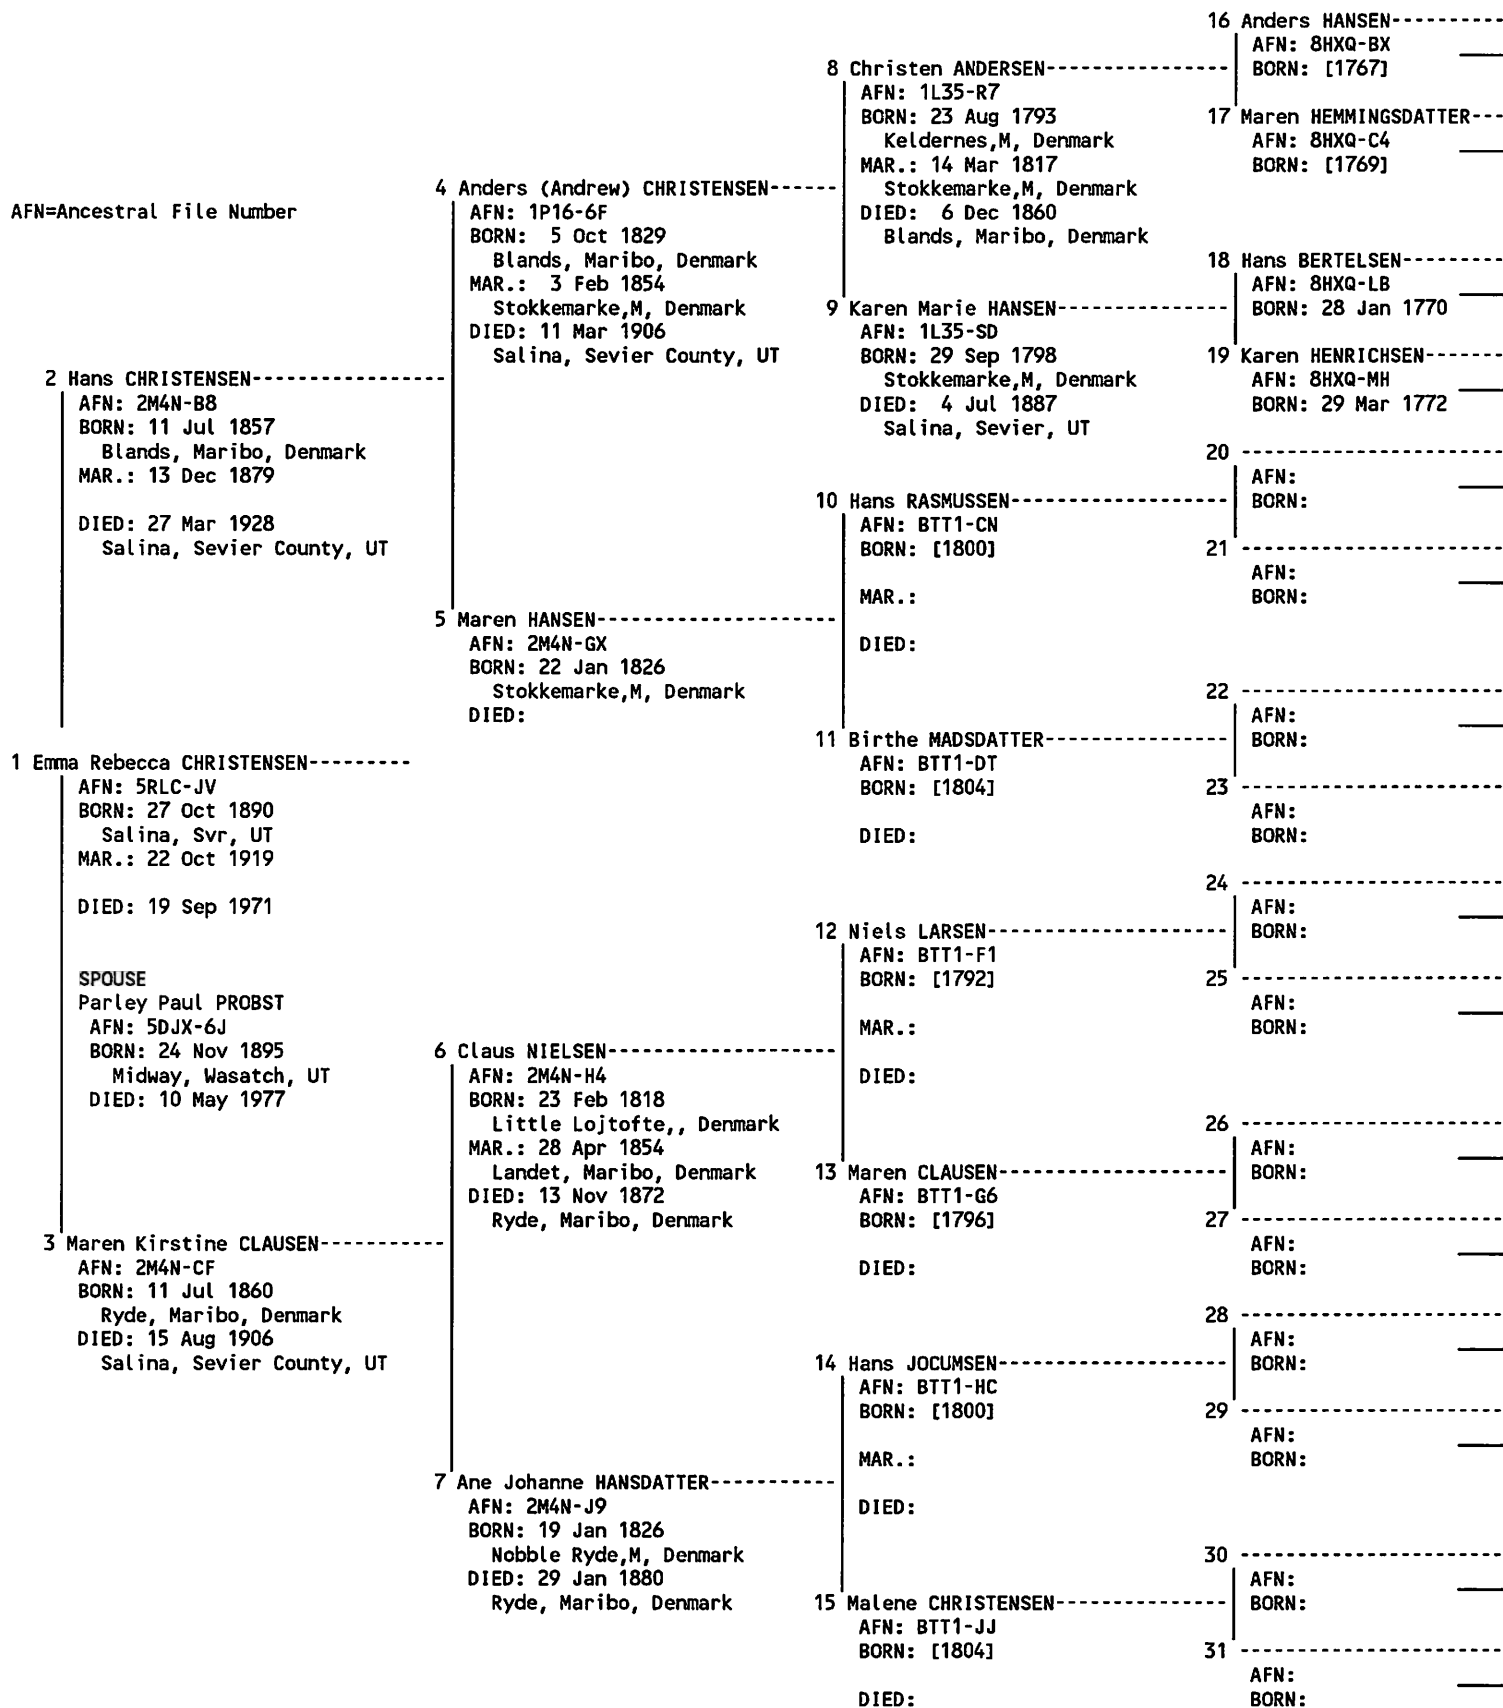 AFN=Ancestral File Number
1 Emma Rebecca CHRISTENSEN---------
AFN: 5RLC-JV
BORN: 27 Oct 1890
Salina, Svr, UT
MAR.: 22 Oct 1919
DIED: 19 Sep 1971
SPOUSE
Parley Paul PROBST
AFN: 5DJX-6J
BORN: 24 Nov 1895
Midway, Wasatch, UT
DIED: 10 May 1977
2 Hans CHRISTENSEN-----------------
AFN: 2M4N-B8
BORN: 11 Jul 1857
Blands, Maribo, Denmark
MAR.: 13 Dec 1879
DIED: 27 Mar 1928
Salina, Sevier County, UT
3 Maren Kirstine CLAUSEN-----------
AFN: 2M4N-CF
BORN: 11 Jul 1860
Ryde, Maribo, Denmark
DIED: 15 Aug 1906
Salina, Sevier County, UT
4 Anders (Andrew) CHRISTENSEN------
AFN: 1P16-6F
BORN: 5 Oct 1829
Blands, Maribo, Denmark
MAR.: 3 Feb 1854
Stokkemarke,M, Denmark
DIED: 11 Mar 1906
Salina, Sevier County, UT
5 Maren HANSEN---------------------
AFN: 2M4N-GX
BORN: 22 Jan 1826
Stokkemarke,M, Denmark
DIED:
6 Claus NIELSEN--------------------
AFN: 2M4N-H4
BORN: 23 Feb 1818
Little Lojtofte,, Denmark
MAR.: 28 Apr 1854
Landet, Maribo, Denmark
DIED: 13 Nov 1872
Ryde, Maribo, Denmark
7 Ane Johanne HANSDATTER-----------
AFN: 2M4N-J9
BORN: 19 Jan 1826
Nobble Ryde,M, Denmark
DIED: 29 Jan 1880
Ryde, Maribo, Denmark
8 Christen ANDERSEN----------------
AFN: 1L35-R7
BORN: 23 Aug 1793
Keldernes,M, Denmark
MAR.: 14 Mar 1817
Stokkemarke,M, Denmark
DIED: 6 Dec 1860
Blands, Maribo, Denmark
9 Karen Marie HANSEN---------------
AFN: 1L35-SD
BORN: 29 Sep 1798
Stokkemarke,M, Denmark
DIED: 4 Jul 1887
Salina, Sevier, UT
10 Hans RASMUSSEN-------------------
AFN: BTT1-CN
BORN: [1800]
MAR.:
DIED:
11 Birthe MADSDATTER----------------
AFN: BTT1-DT
BORN: [1804]
DIED:
12 Niels LARSEN---------------------
AFN: BTT1-F1
BORN: [1792]
MAR.:
DIED:
13 Maren CLAUSEN--------------------
AFN: BTT1-G6
BORN: [1796]
DIED:
14 Hans JOCUMSEN--------------------
AFN: BTT1-HC
BORN: [1800]
MAR.:
DIED:
15 Malene CHRISTENSEN---------------
AFN: BTT1-JJ
BORN: [1804]
DIED:
16 Anders HANSEN----------
AFN: 8HXQ-BX
BORN: [1767]
17 Maren HEMMINGSDATTER---
AFN: 8HXQ-C4
BORN: [1769]
18 Hans BERTELSEN---------
AFN: 8HXQ-LB
BORN: 28 Jan 1770
19 Karen HENRICHSEN-------
AFN: 8HXQ-MH
BORN: 29 Mar 1772
20 -----------------------
AFN:
BORN:
21 -----------------------
AFN:
BORN:
22 -----------------------
AFN:
BORN:
23 -----------------------
AFN:
BORN:
24 -----------------------
AFN:
BORN:
25 -----------------------
AFN:
BORN:
26 -----------------------
AFN:
BORN:
27 -----------------------
AFN:
BORN:
28 -----------------------
AFN:
BORN:
29 -----------------------
AFN:
BORN:
30 -----------------------
AFN:
BORN:
31 -----------------------
AFN:
BORN: